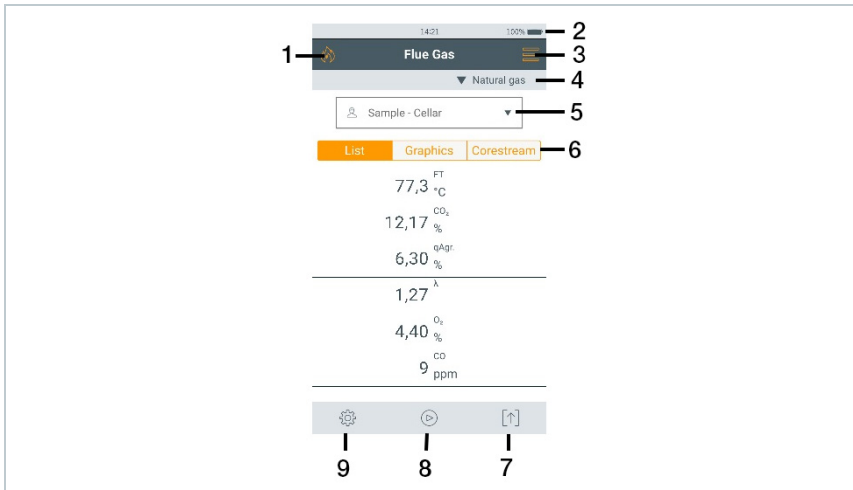 14:21 100%
2
1
Flue Gas
3
Natural gas
4
Sample - Cellar
5
List Graphics Corestream
6
77,3 FT °C
12,17 CO₂ %
6,30 qAgr. %
1,27 λ
4,40 O₂ %
9 CO ppm
9 8 7